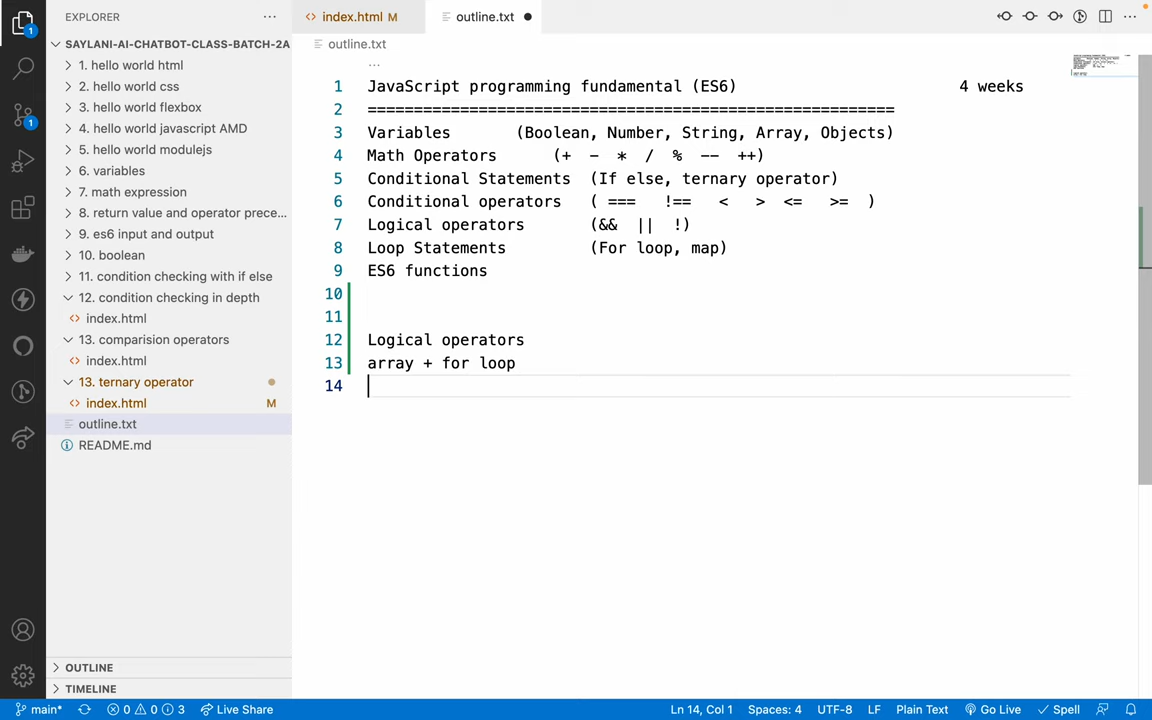 EXPLORER
index.html M
outline.txt
SAYLANI-AI-CHATBOT-CLASS-BATCH-2A
1. hello world html
2. hello world css
3. hello world flexbox
4. hello world javascript AMD
5. hello world modulejs
6. variables
7. math expression
8. return value and operator prece...
9. es6 input and output
10. boolean
11. condition checking with if else
12. condition checking in depth
index.html
13. comparision operators
index.html
13. ternary operator
index.html M
outline.txt
README.md
OUTLINE
TIMELINE
outline.txt
...
1 JavaScript programming fundamental (ES6) 4 weeks
2 =========================================================
3 Variables (Boolean, Number, String, Array, Objects)
4 Math Operators (+ - * / % -- ++)
5 Conditional Statements (If else, ternary operator)
6 Conditional operators ( === !== < > <= >= )
7 Logical operators (&& || !)
8 Loop Statements (For loop, map)
9 ES6 functions
10
11
12 Logical operators
13 array + for loop
14
1
1
main* 0 0 3 Live Share Ln 14, Col 1 Spaces: 4 UTF-8 LF Plain Text Go Live Spell